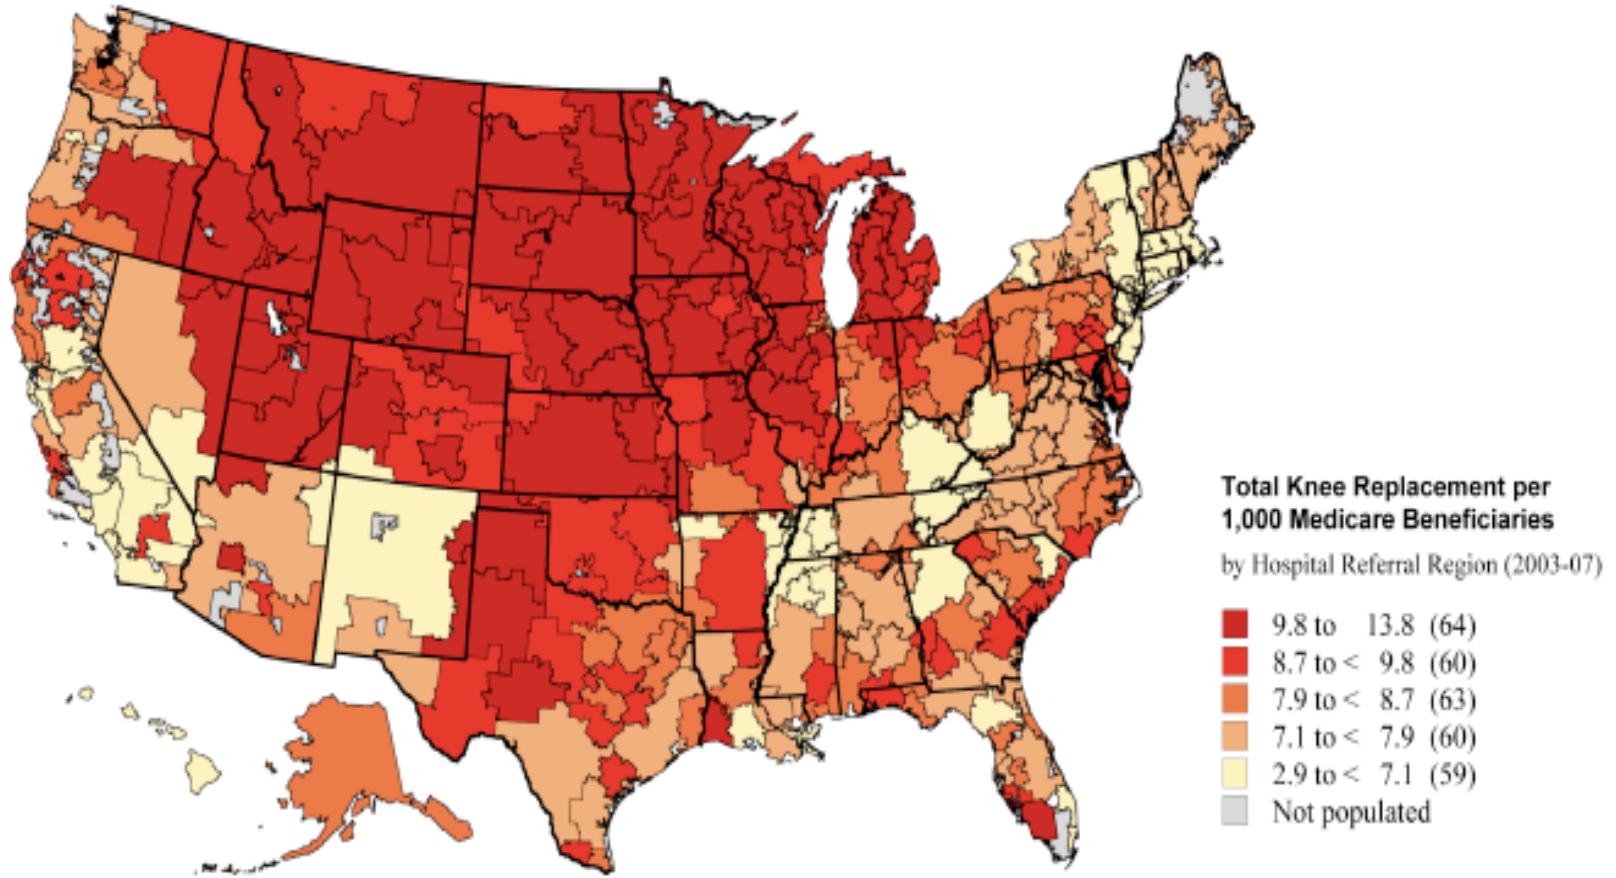 Total Knee Replacement per
1,000 Medicare Beneficiaries
by Hospital Referral Region (2003-07)
9.8 to 13.8 (64)
8.7 to < 9.8 (60)
7.9 to < 8.7 (63)
7.1 to < 7.9 (60)
2.9 to < 7.1 (59)
Not populated